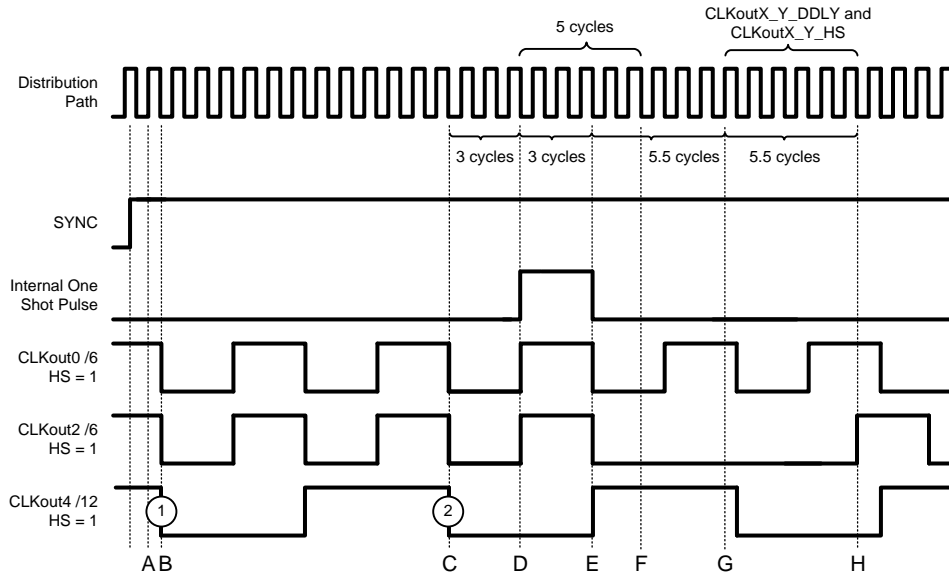 CLKoutX_Y_DDLY and
CLKoutX_Y_HS
5 cycles
Distribution
Path
3 cycles
3 cycles
5.5 cycles
5.5 cycles
SYNC
Internal One
Shot Pulse
CLKout0 /6
HS = 1
CLKout2 /6
HS = 1
CLKout4 /12
HS = 1
1
2
A B C D E F G H